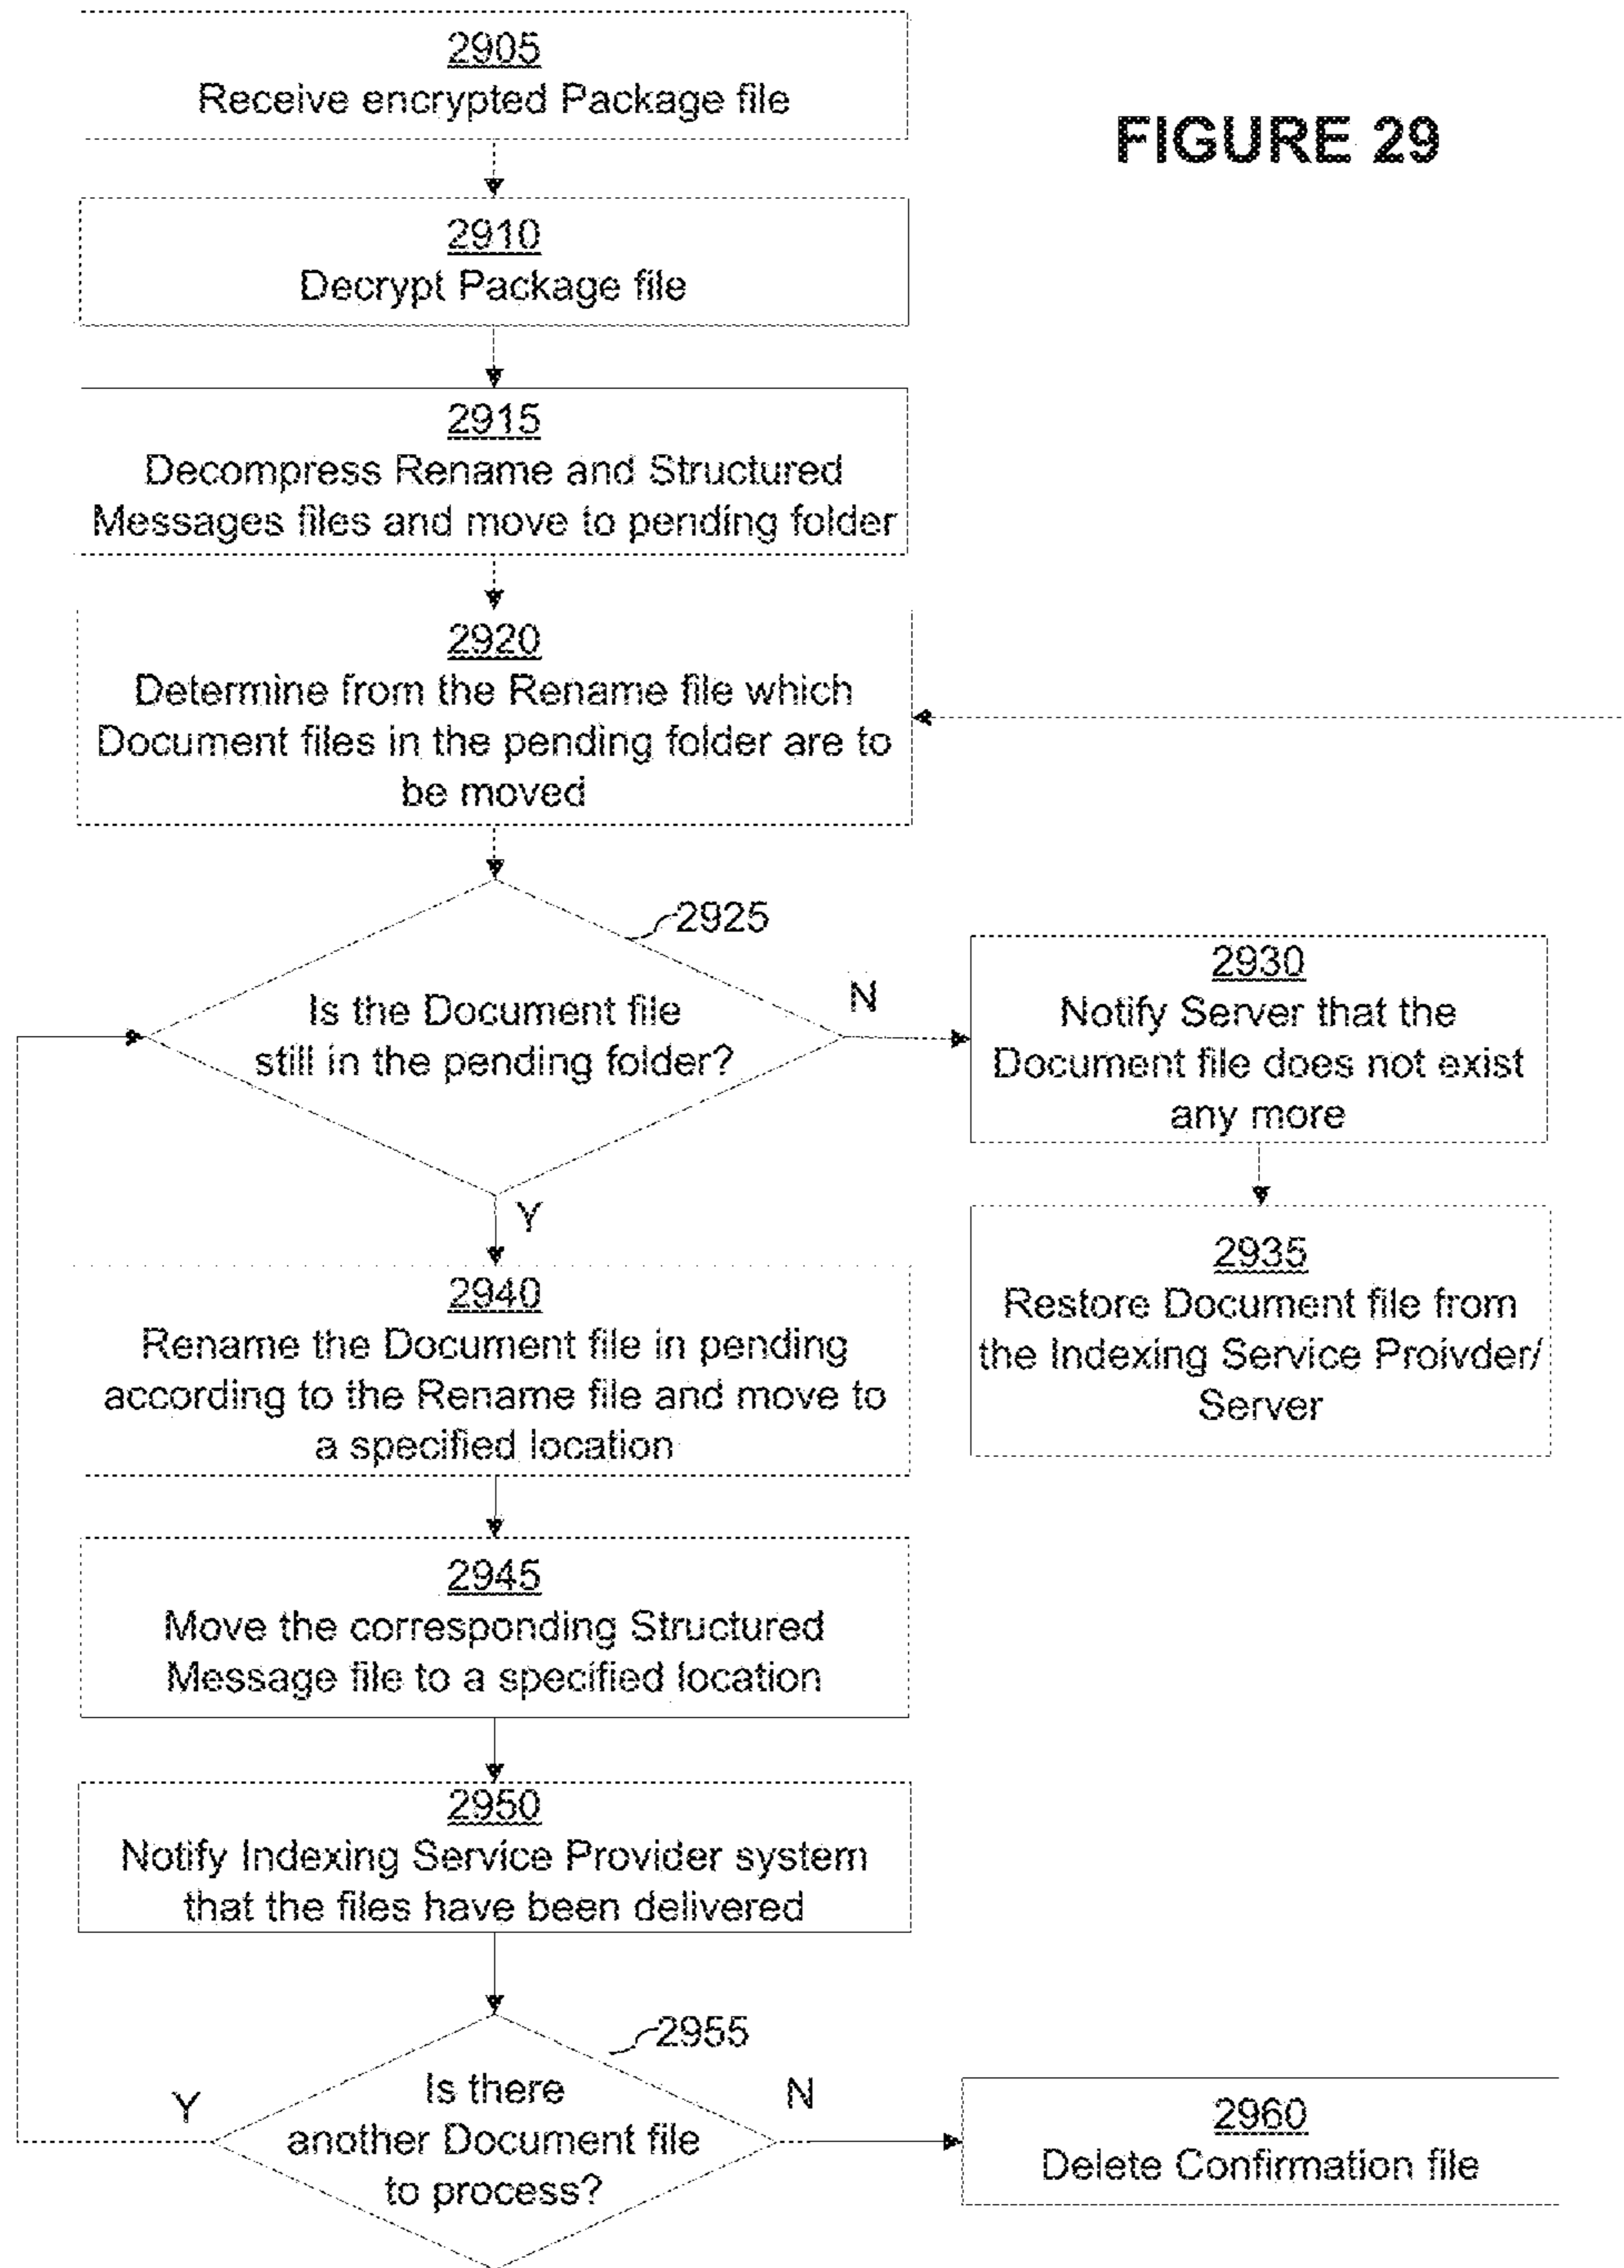 2905
Receive encrypted Package file
FIGURE 29
2910
Decrypt Package file
2915
Decompress Rename and Structured
Messages files and move to pending folder
2920
Determine from the Rename file which
Document files in the pending folder are to
be moved
2925
Is the Document file
still in the pending folder?
N
2930
Notify Server that the
Document file does not exist
any more
Y
2935
Restore Document file from
the Indexing Service Proivder/
Server
2940
Rename the Document file in pending
according to the Rename file and move to
a specified location
2945
Move the corresponding Structured
Message file to a specified location
2950
Notify Indexing Service Provider system
that the files have been delivered
2955
Is there
another Document file
to process?
Y
N
2960
Delete Confirmation file